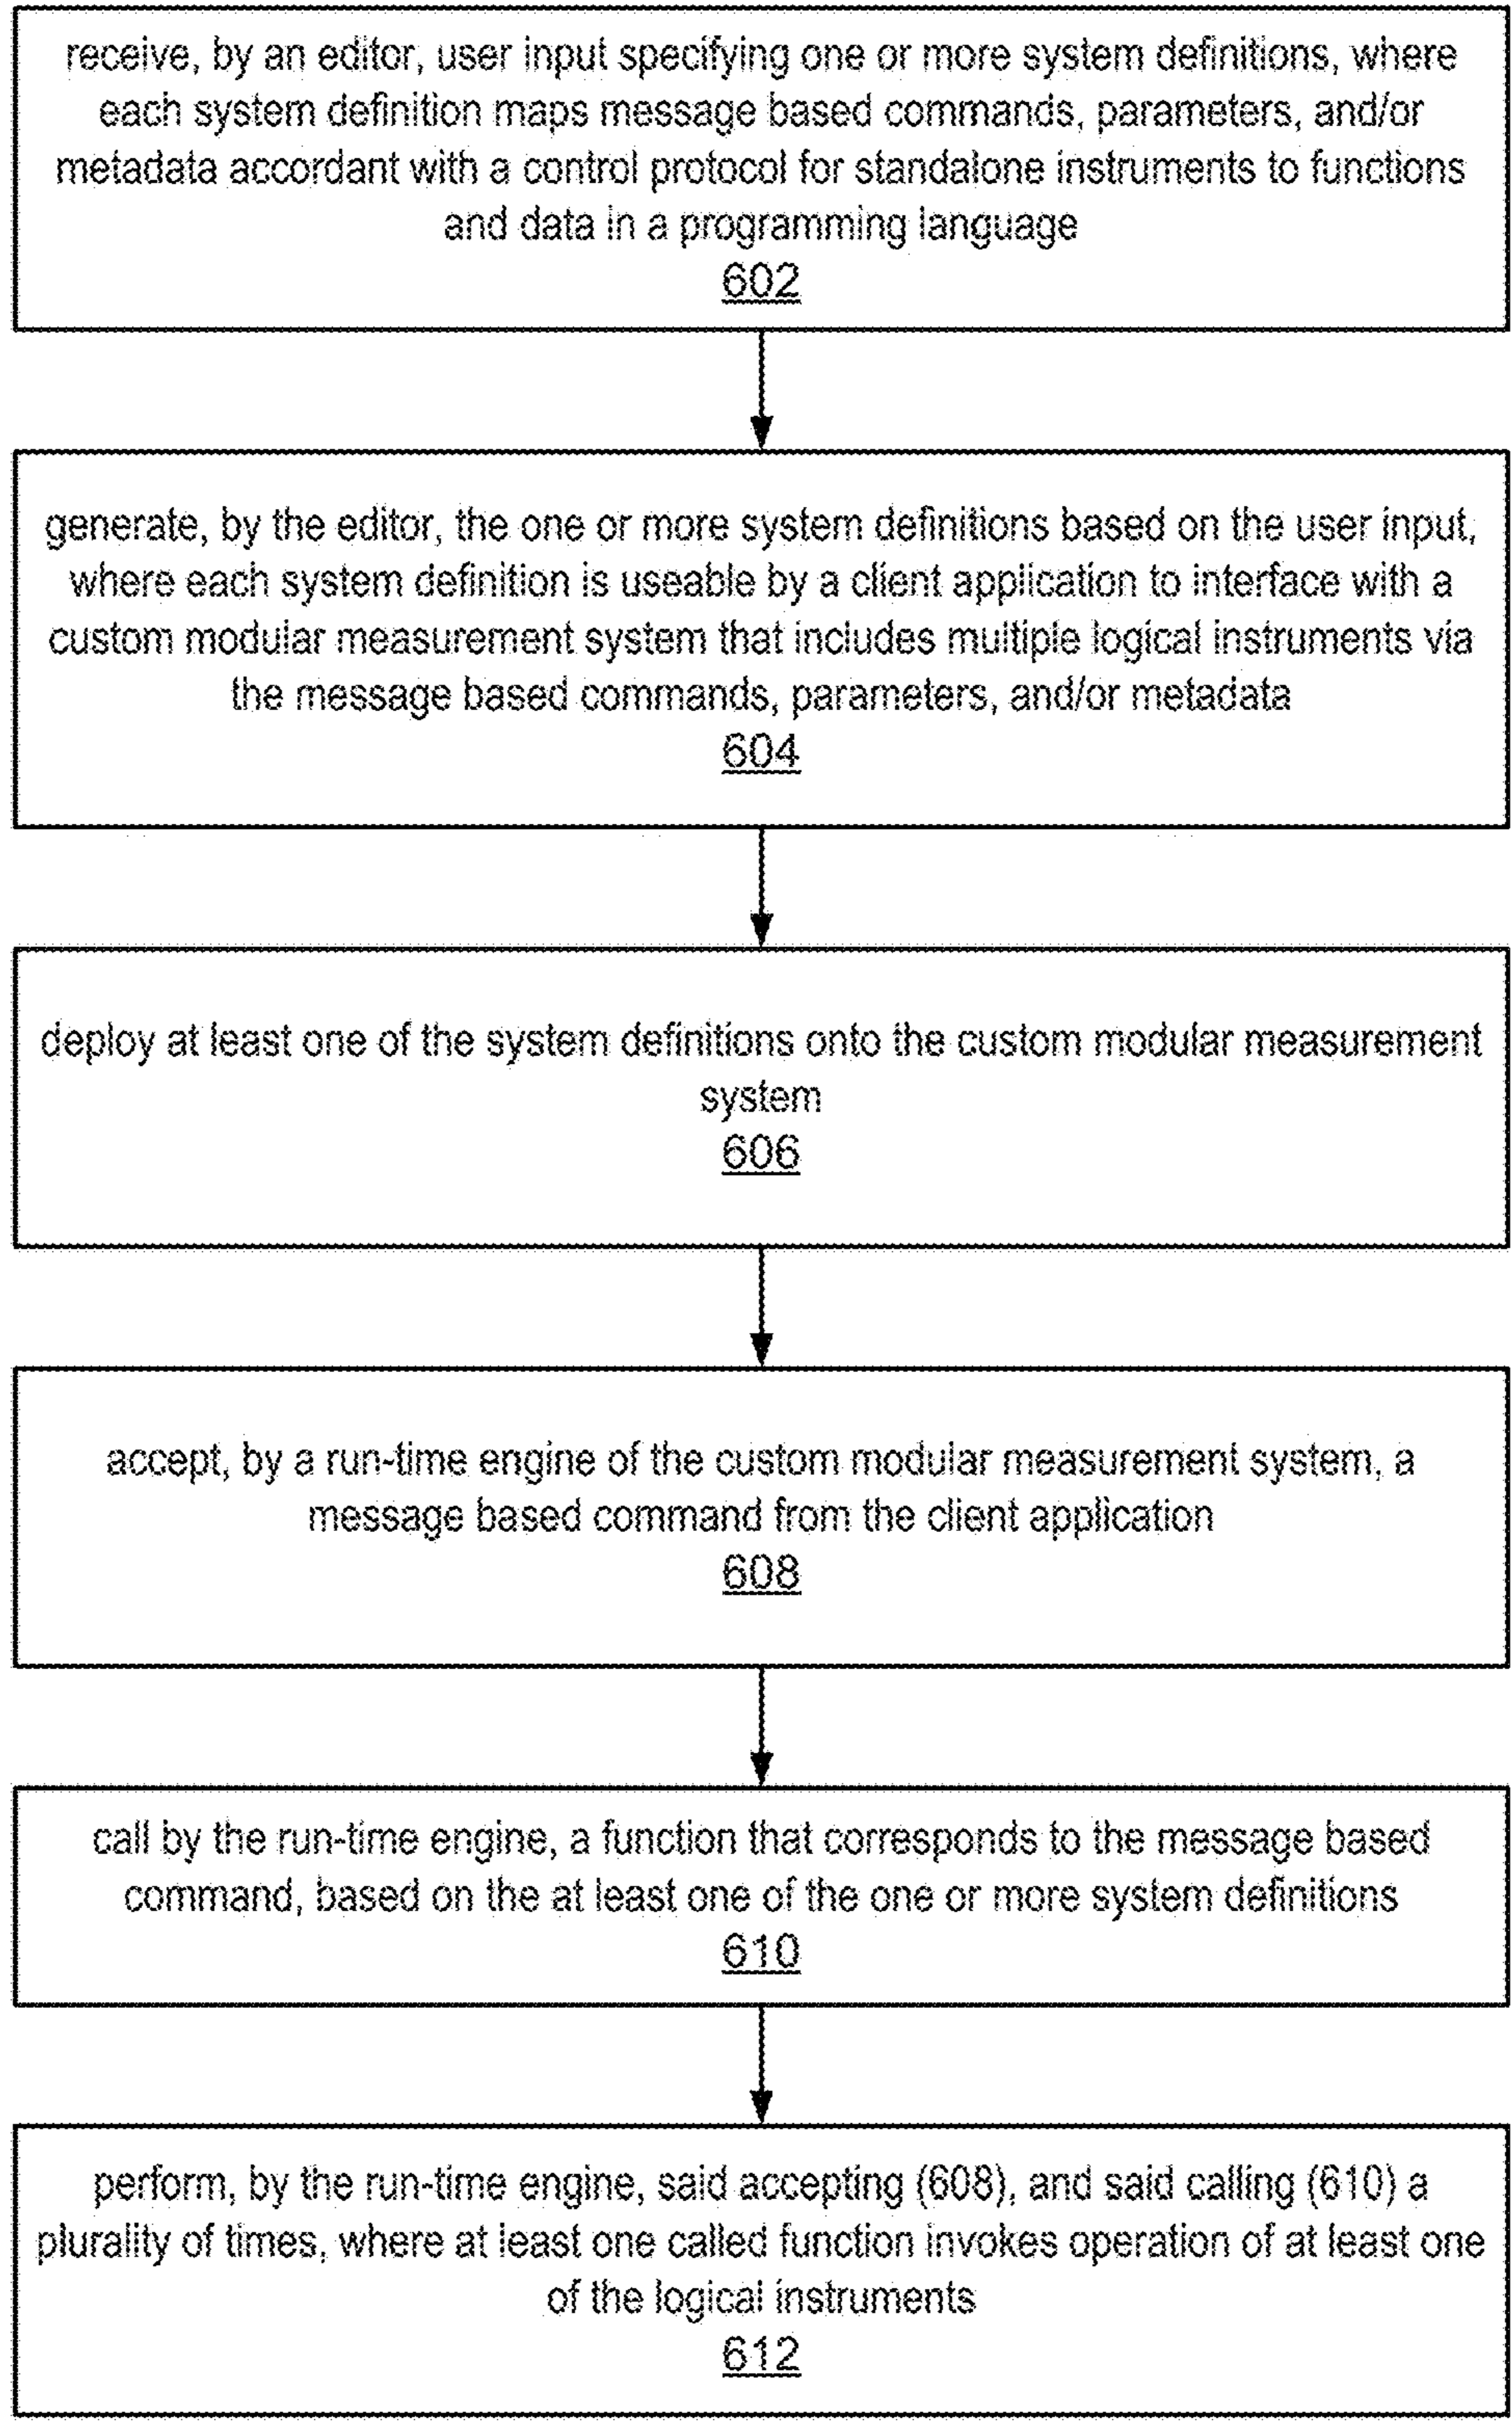 receive, by an editor, user input specifying one or more system definitions, where
each system definition maps message based commands, parameters, and/or
metadata accordant with a control protocol for standalone instruments to functions
and data in a programming language
602
generate, by the editor, the one or more system definitions based on the user input,
where each system definition is useable by a client application to interface with a
custom modular measurement system that includes multiple logical instruments via
the message based commands, parameters, and/or metadata
604
deploy at least one of the system definitions onto the custom modular measurement
system
606
accept, by a run-time engine of the custom modular measurement system, a
message based command from the client application
608
call by the run-time engine, a function that corresponds to the message based
command, based on the at least one of the one or more system definitions
610
perform, by the run-time engine, said accepting (608), and said calling (610) a
plurality of times, where at least one called function invokes operation of at least one
of the logical instruments
612